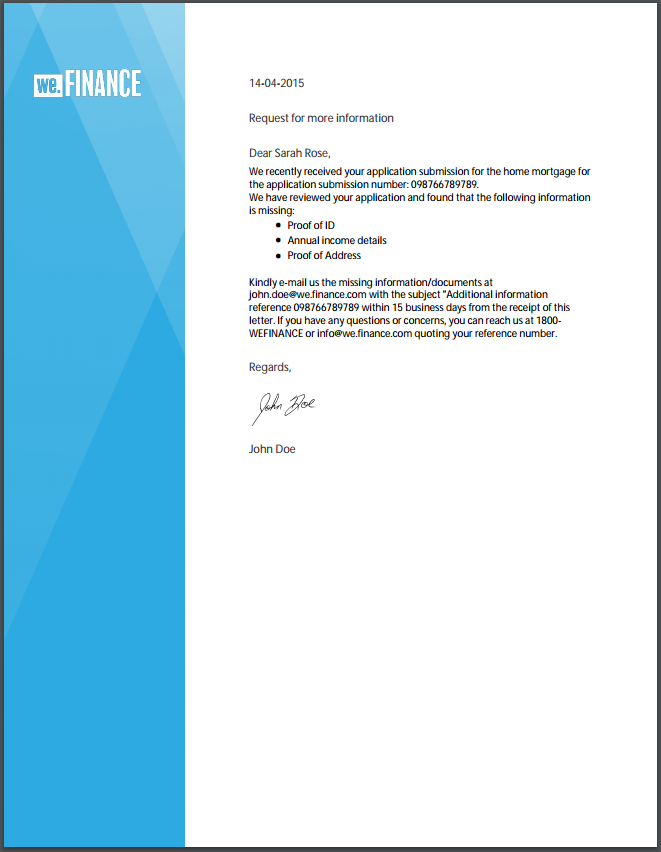 we.FINANCE
14-04-2015
Request for more information
Dear Sarah Rose,
We recently received your application submission for the home mortgage for
the application submission number: 098766789789.
We have reviewed your application and found that the following information
is missing:
• Proof of ID
• Annual income details
• Proof of Address
Kindly e-mail us the missing information/documents at
john.doe@we.finance.com with the subject "Additional information
reference 098766789789 within 15 business days from the receipt of this
letter. If you have any questions or concerns, you can reach us at 1800-
WEFINANCE or info@we.finance.com quoting your reference number.
Regards,
John Doe
John Doe